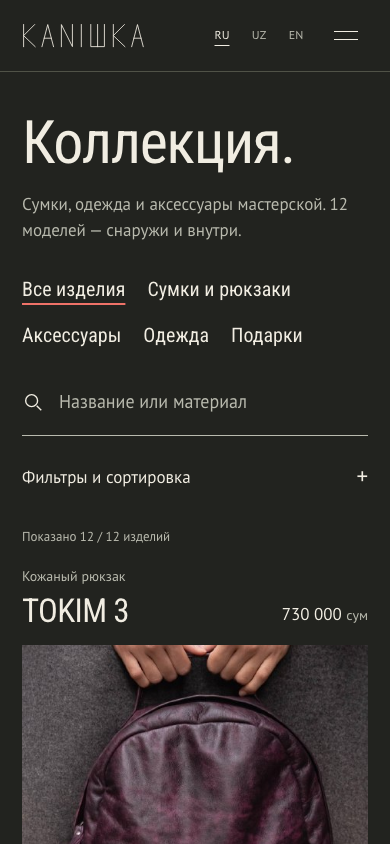 KANIШKA
RU UZ EN
Коллекция.
Сумки, одежда и аксессуары мастерской. 12
моделей — снаружи и внутри.
Все изделия Сумки и рюкзаки
Аксессуары Одежда Подарки
Название или материал
Фильтры и сортировка +
Показано 12 / 12 изделий
Кожаный рюкзак
TOKIM 3 730 000 сум